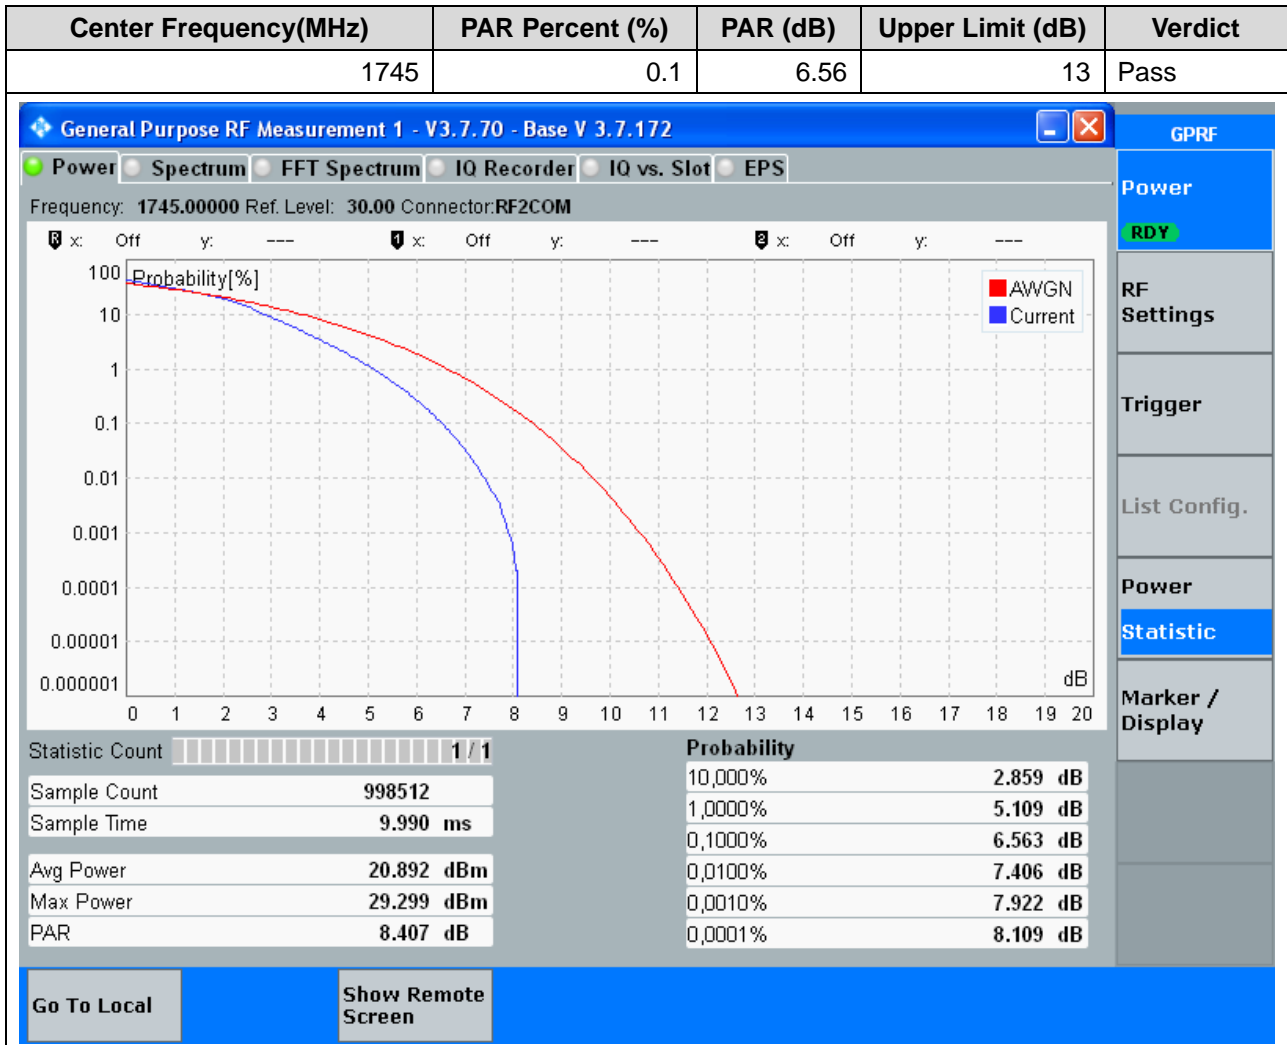 Center Frequency(MHz) PAR Percent (%) PAR (dB) Upper Limit (dB) Verdict
1745 0.1 6.56 13 Pass
General Purpose RF Measurement 1 - V3.7.70 - Base V 3.7.172
GPRF
Power Spectrum FFT Spectrum IQ Recorder IQ vs. Slot EPS
Frequency: 1745.00000 Ref. Level: 30.00 Connector:RF2COM
R x: Off y: --- 1 x: Off y: --- 2 x: Off y: ---
Probability[%]
AWGN
Current
100
10
1
0.1
0.01
0.001
0.0001
0.00001
0.000001
dB
0 1 2 3 4 5 6 7 8 9 10 11 12 13 14 15 16 17 18 19 20
Statistic Count 1 / 1
Sample Count 998512
Sample Time 9.990 ms
Avg Power 20.892 dBm
Max Power 29.299 dBm
PAR 8.407 dB
Probability
10,000% 2.859 dB
1,0000% 5.109 dB
0,1000% 6.563 dB
0,0100% 7.406 dB
0,0010% 7.922 dB
0,0001% 8.109 dB
Power
RDY
RF
Settings
Trigger
List Config.
Power
Statistic
Marker /
Display
Go To Local
Show Remote
Screen